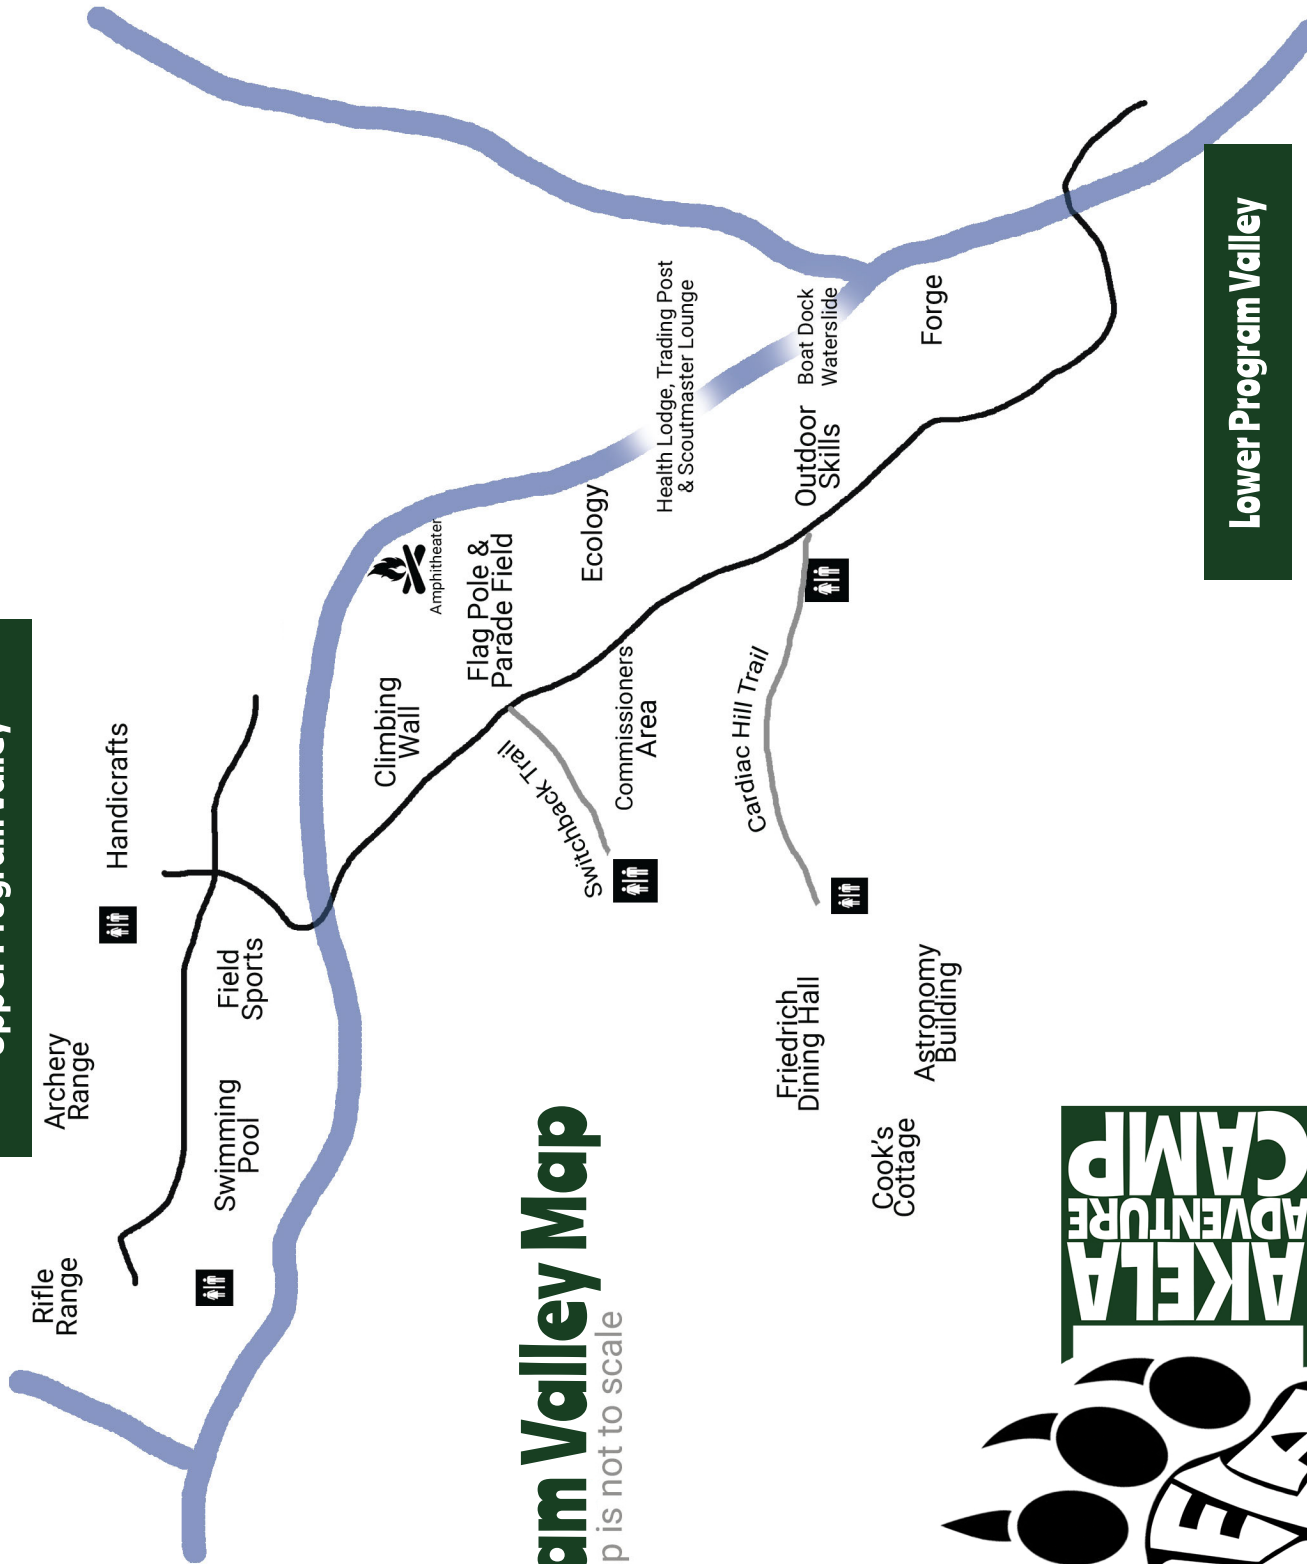 Rifle
Range
Archery
Range
Swimming
Pool
Field
Sports
Handicrafts
Climbing
Wall
Amphitheater
Flag Pole &
Parade Field
Ecology
Health Lodge, Trading Post
& Scoutmaster Lounge
Boat Dock
Waterslide
Outdoor
Skills
Forge
Switchback Trail
Commissioners
Area
Cardiac Hill Trail
Friedrich
Dining Hall
Astronomy
Building
Cook's
Cottage
Lower Program Valley
Valley Map
is not to scale
AKELA
ADVENTURE
CAMP